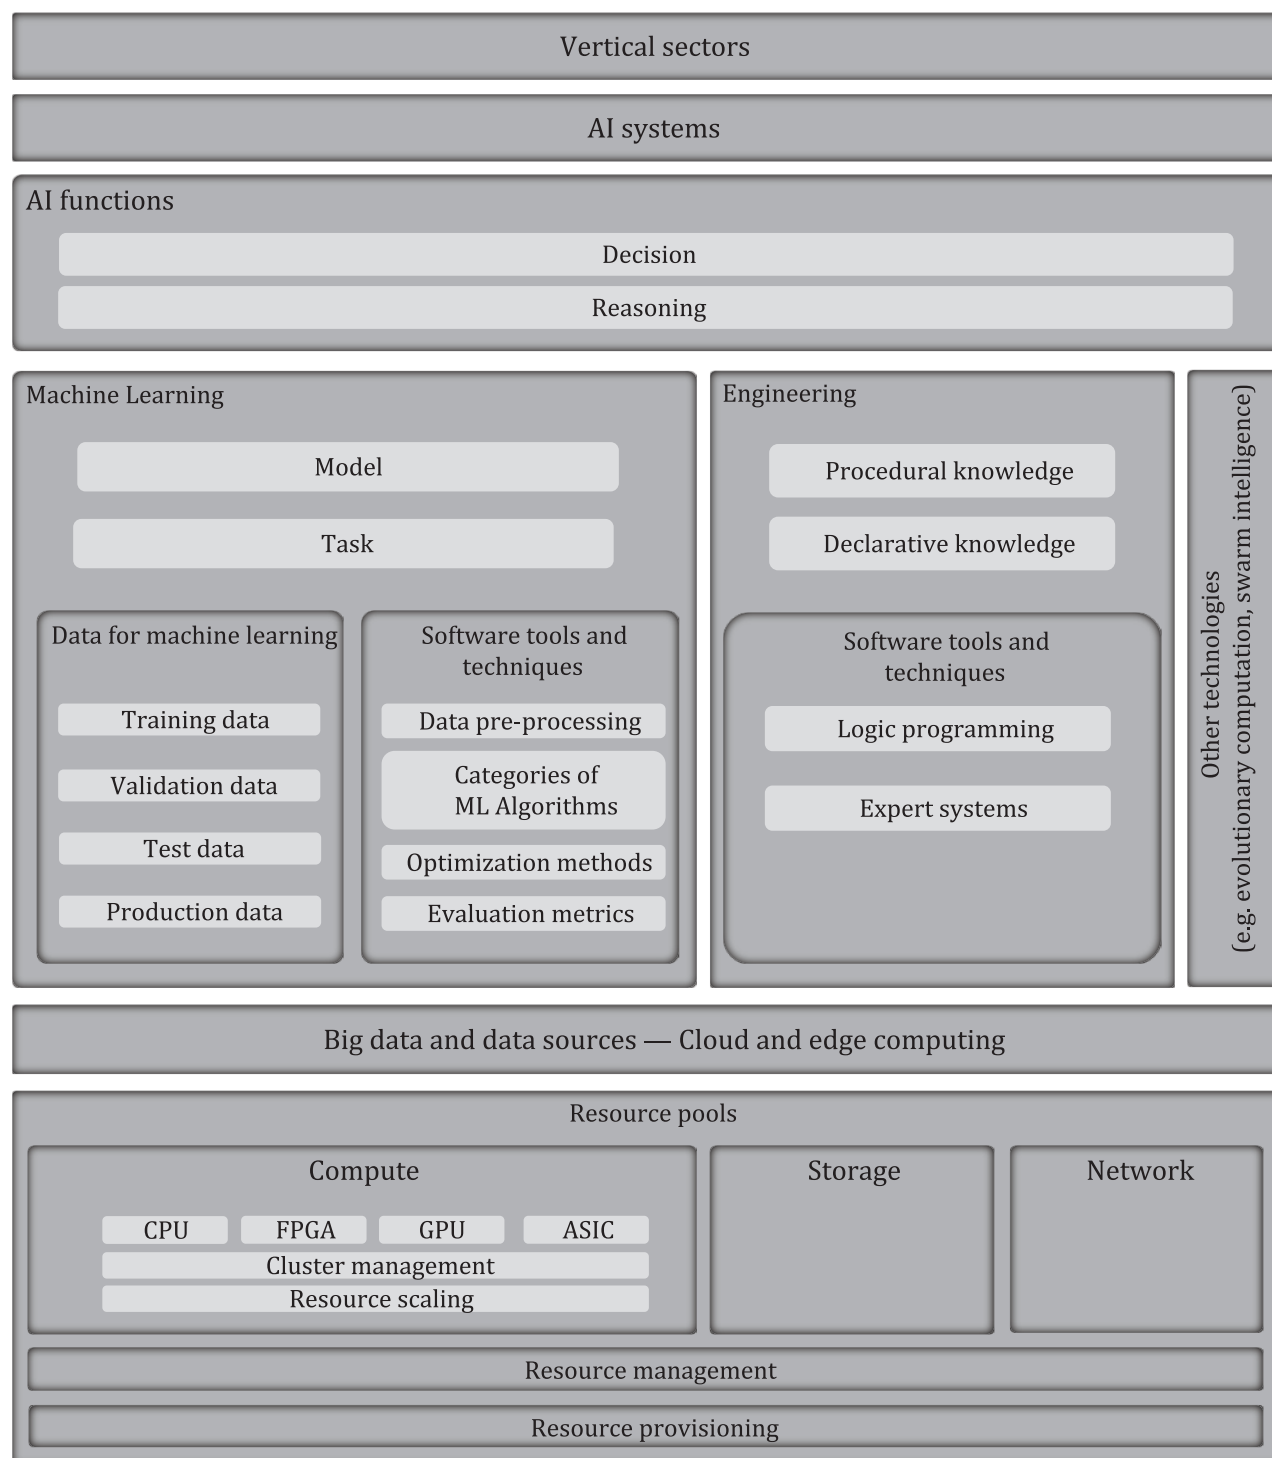 Vertical sectors
AI systems
AI functions
Decision
Reasoning
Machine Learning
Model
Task
Data for machine learning
Training data
Validation data
Test data
Production data
Software tools and
techniques
Data pre-processing
Categories of
ML Algorithms
Optimization methods
Evaluation metrics
Engineering
Procedural knowledge
Declarative knowledge
Software tools and
techniques
Logic programming
Expert systems
Other technologies
(e.g. evolutionary computation, swarm intelligence)
Big data and data sources — Cloud and edge computing
Resource pools
Compute
CPU
FPGA
GPU
ASIC
Cluster management
Resource scaling
Storage
Network
Resource management
Resource provisioning